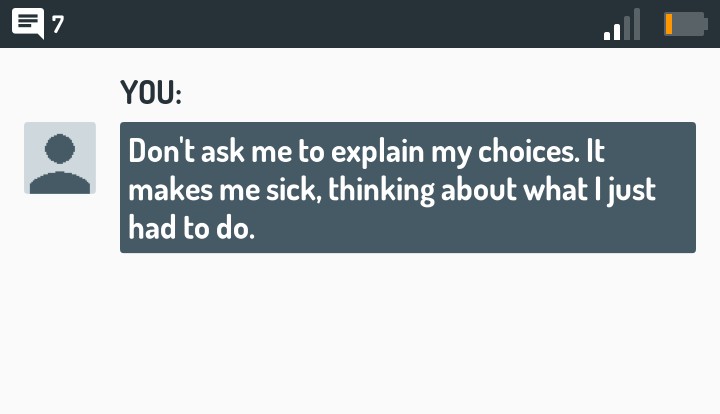 7
YOU:
Don't ask me to explain my choices. It
makes me sick, thinking about what I just
had to do.